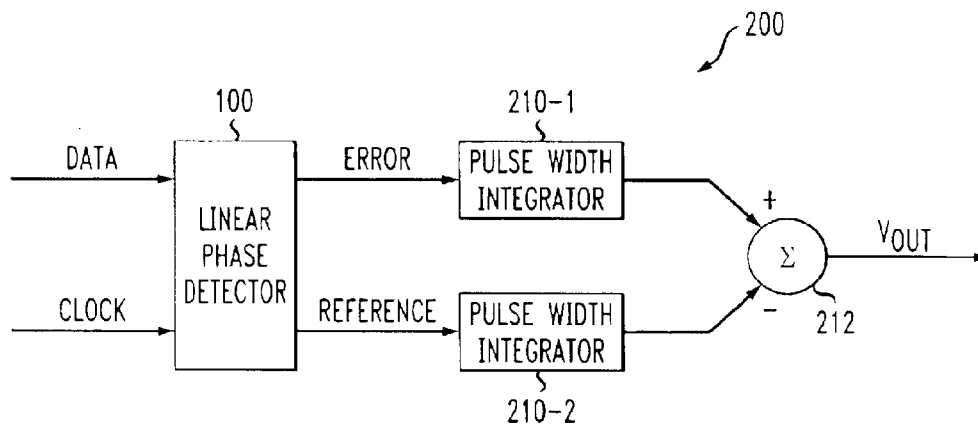 200
100
210-1
DATA
ERROR
PULSE WIDTH
INTEGRATOR
LINEAR
PHASE
DETECTOR
+
Σ
VOUT
CLOCK
REFERENCE
PULSE WIDTH
INTEGRATOR
−
212
210-2